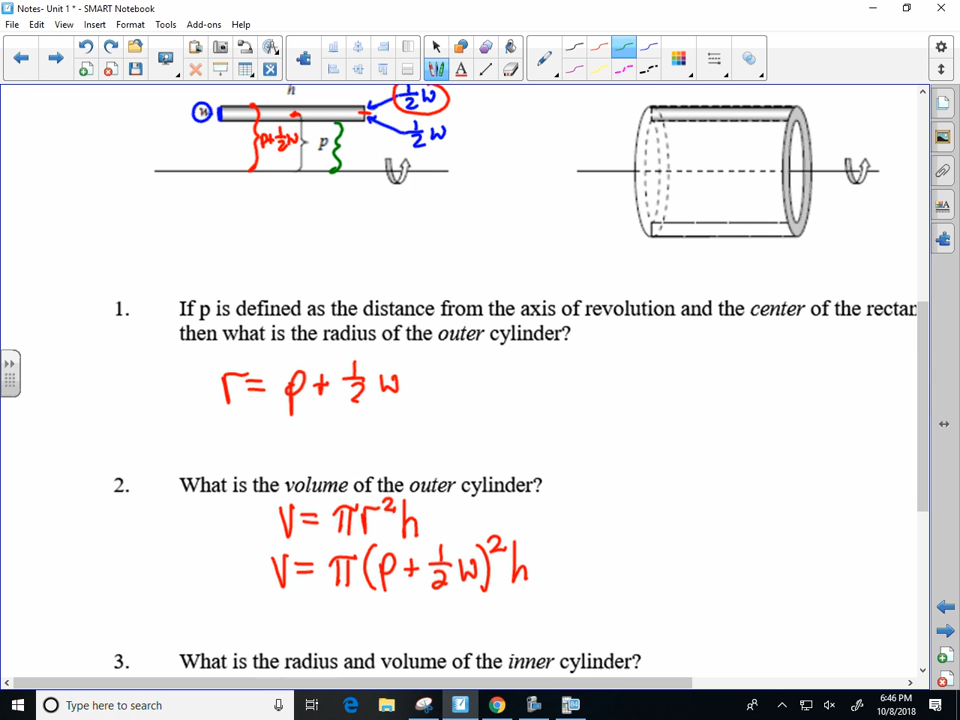 Notes- Unit 1 * - SMART Notebook
File Edit View Insert Format Tools Add-ons Help
h
1/2 w
w
p+1/2w
p
1/2 w
1. If p is defined as the distance from the axis of revolution and the center of the rectan
then what is the radius of the outer cylinder?
r = p + 1/2 w
2. What is the volume of the outer cylinder?
V = πr²h
V = π(p + 1/2 w)²h
3. What is the radius and volume of the inner cylinder?
Type here to search
6:46 PM
10/8/2018